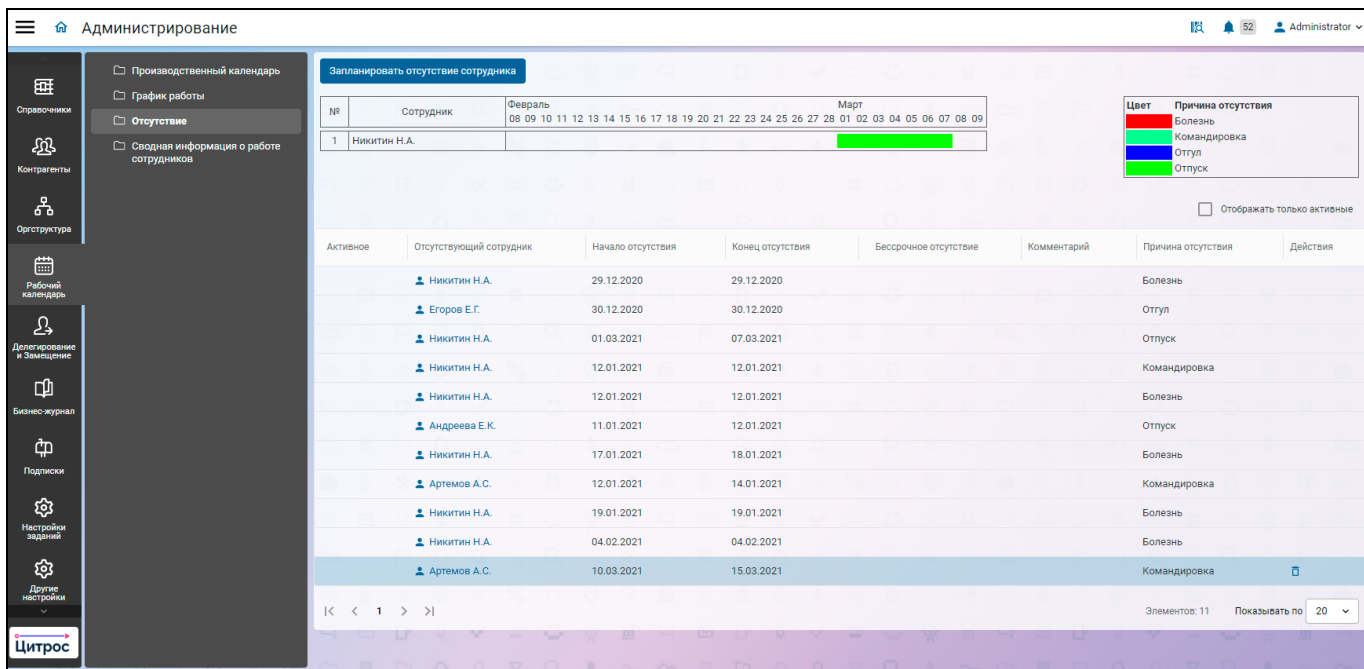 Администрирование
52
Administrator
Справочники
Контрагенты
Оргструктура
Рабочий
календарь
Делегирование
и Замещение
Бизнес-журнал
Подписки
Настройки
заданий
Другие
настройки
Цитрос
Производственный календарь
График работы
Отсутствие
Сводная информация о работе
сотрудников
Запланировать отсутствие сотрудника
№ Сотрудник Февраль Март
08 09 10 11 12 13 14 15 16 17 18 19 20 21 22 23 24 25 26 27 28 01 02 03 04 05 06 07 08 09
1 Никитин Н.А.
Цвет Причина отсутствия
Болезнь
Командировка
Отгул
Отпуск
Отображать только активные
Активное Отсутствующий сотрудник Начало отсутствия Конец отсутствия Бессрочное отсутствие Комментарий Причина отсутствия Действия
Никитин Н.А. 29.12.2020 29.12.2020 Болезнь
Егоров Е.Г. 30.12.2020 30.12.2020 Отгул
Никитин Н.А. 01.03.2021 07.03.2021 Отпуск
Никитин Н.А. 12.01.2021 12.01.2021 Командировка
Никитин Н.А. 12.01.2021 12.01.2021 Болезнь
Андреева Е.К. 11.01.2021 12.01.2021 Отпуск
Никитин Н.А. 17.01.2021 18.01.2021 Болезнь
Артемов А.С. 12.01.2021 14.01.2021 Командировка
Никитин Н.А. 19.01.2021 19.01.2021 Болезнь
Никитин Н.А. 04.02.2021 04.02.2021 Болезнь
Артемов А.С. 10.03.2021 15.03.2021 Командировка
1 Элементов: 11 Показывать по 20